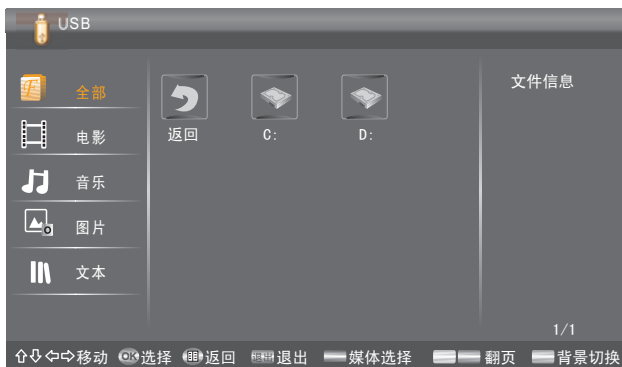 USB
全部
电影
音乐
图片
文本
返回 C: D:
文件信息
1/1
移动 OK选择 返回 退出 媒体选择 翻页 背景切换